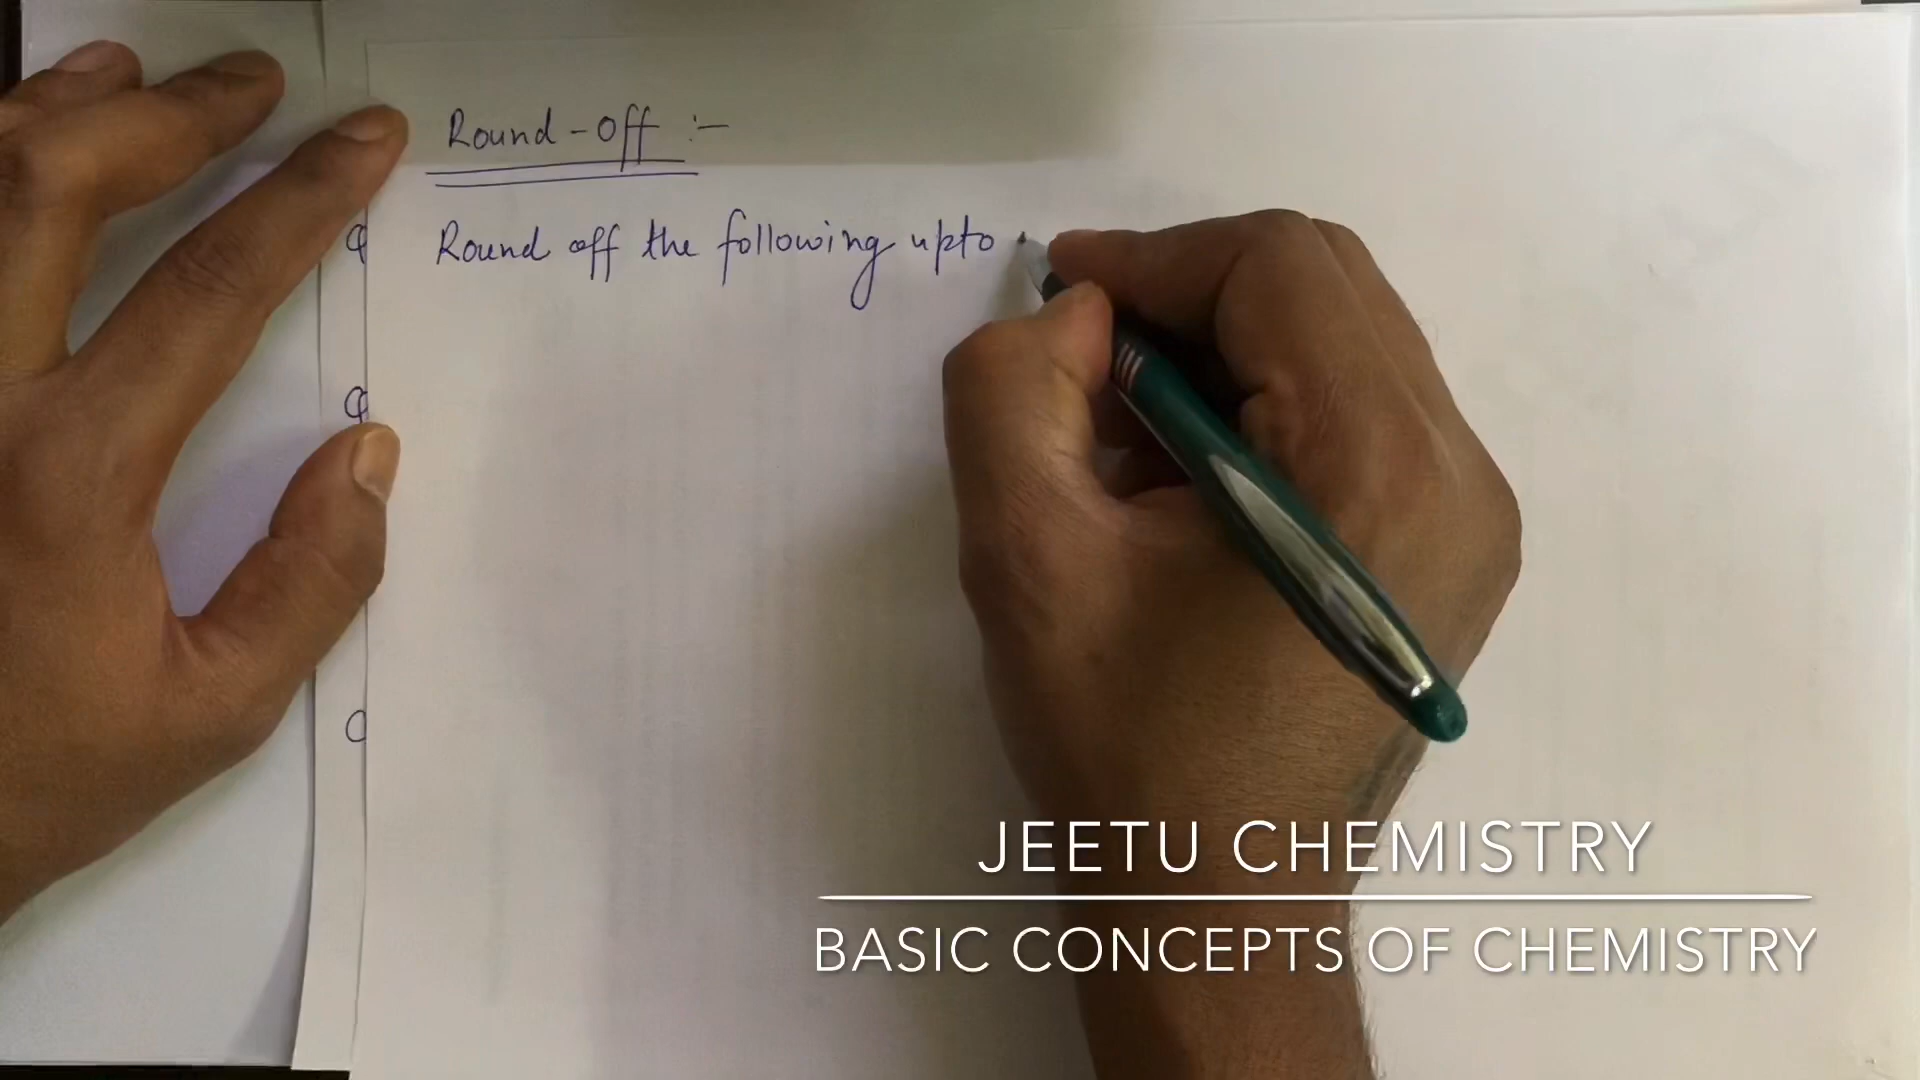 Round-Off :-
Round off the following upto
JEETU CHEMISTRY
BASIC CONCEPTS OF CHEMISTRY